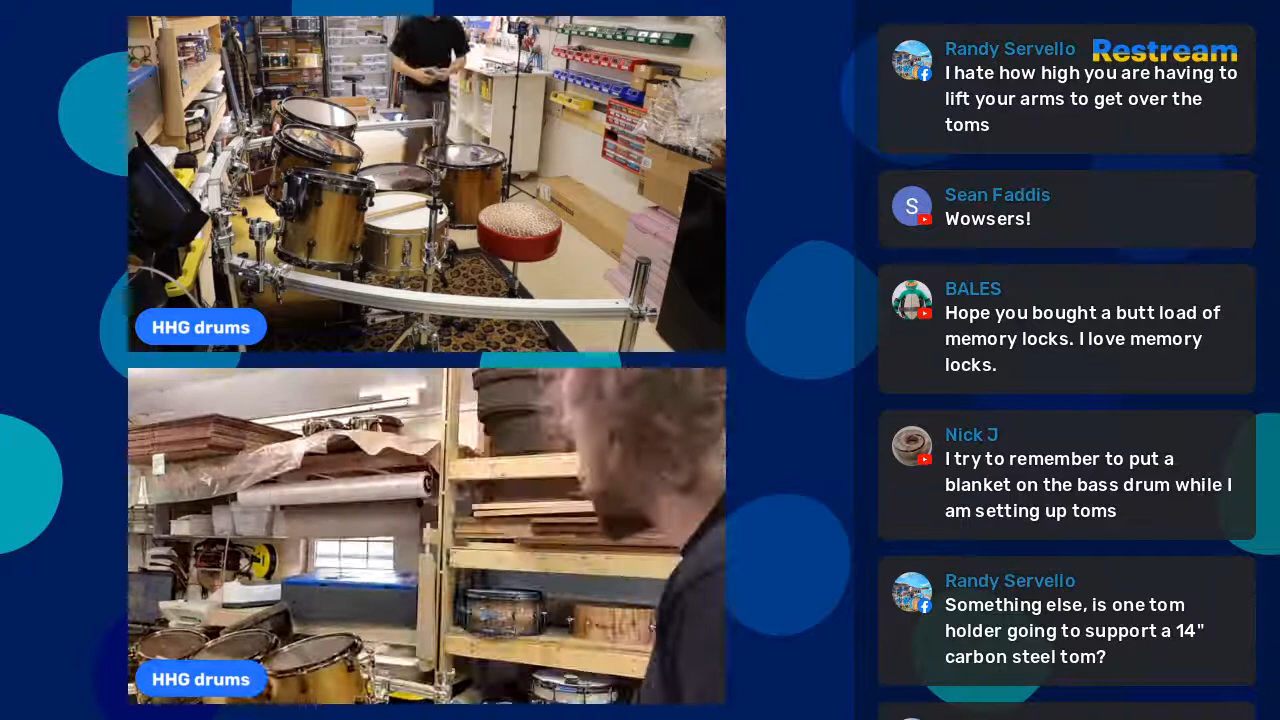 Restream
Randy Servello
I hate how high you are having to
lift your arms to get over the
toms
S
Sean Faddis
Wowsers!
BALES
Hope you bought a butt load of
memory locks. I love memory
locks.
Nick J
I try to remember to put a
blanket on the bass drum while I
am setting up toms
Randy Servello
Something else, is one tom
holder going to support a 14"
carbon steel tom?
HHG drums
HHG drums